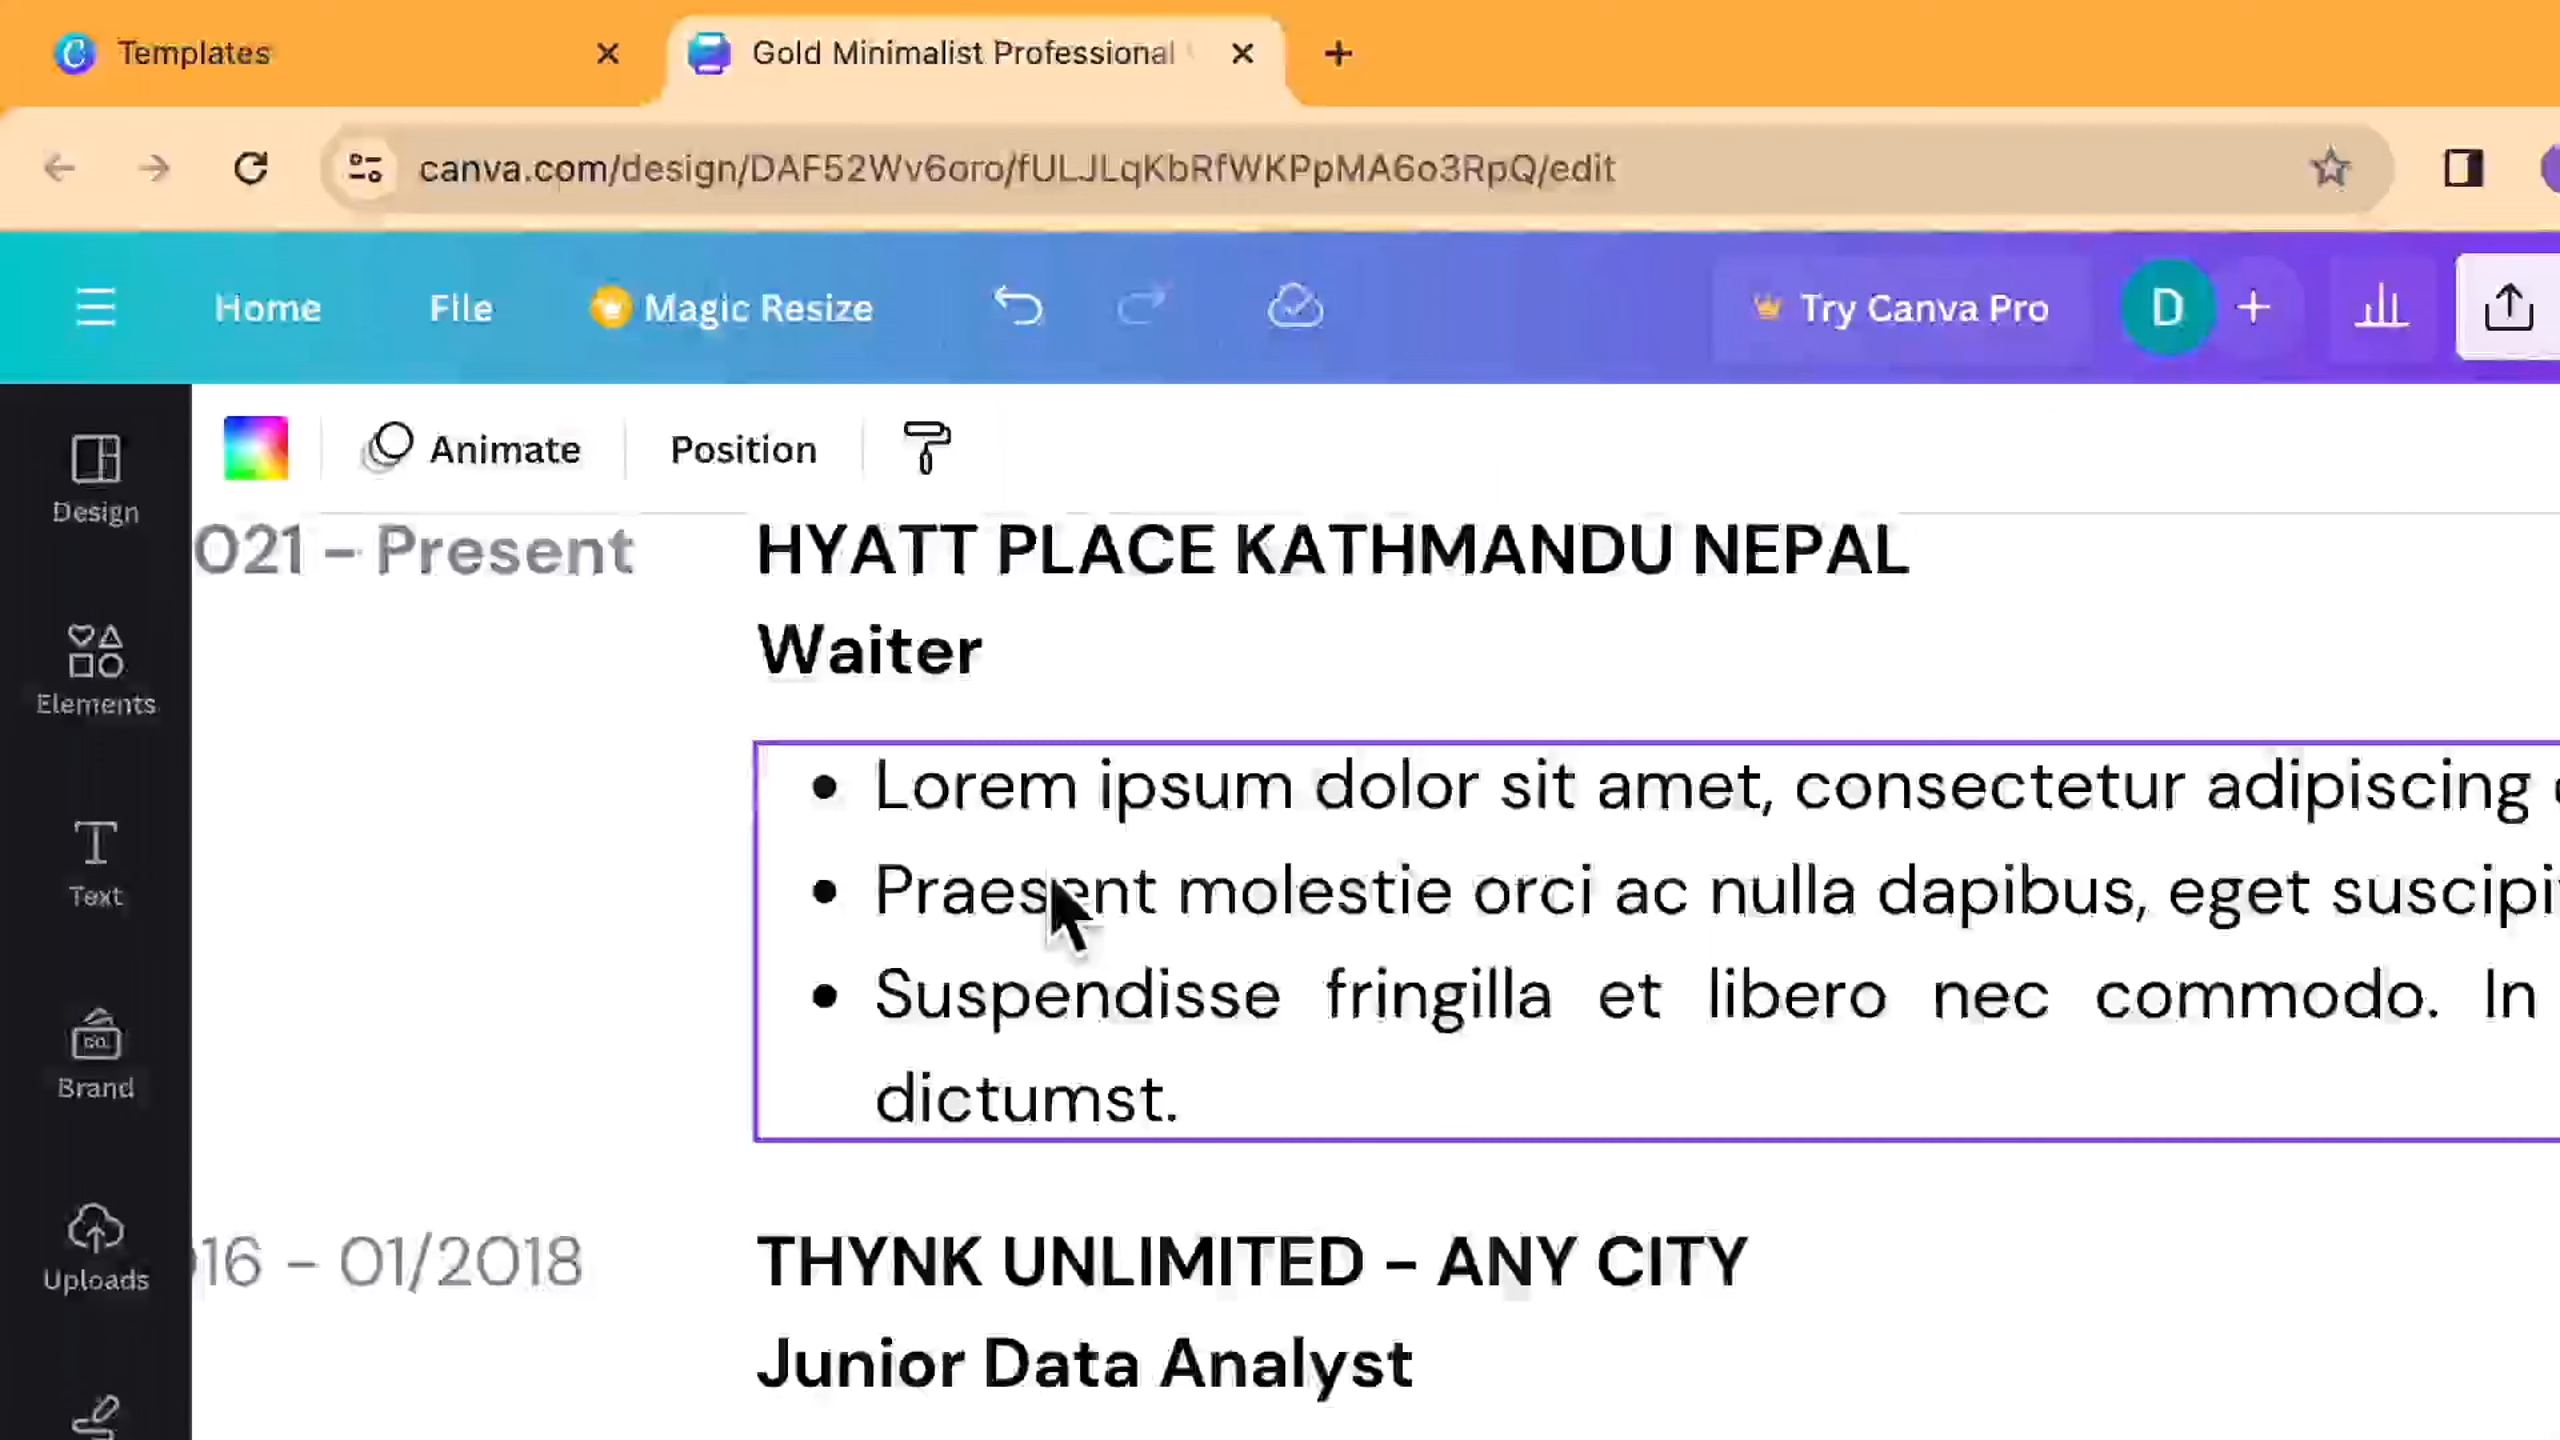 Templates
Gold Minimalist Professional
canva.com/design/DAF52Wv6oro/fULJLqKbRfWKPpMA6o3RpQ/edit
Home File Magic Resize Try Canva Pro D
Animate Position
Design
Elements
Text
Brand
CO.
Uploads
021 – Present
HYATT PLACE KATHMANDU NEPAL
Waiter
• Lorem ipsum dolor sit amet, consectetur adipiscing
• Praesent molestie orci ac nulla dapibus, eget suscipi
• Suspendisse fringilla et libero nec commodo. In
dictumst.
16 – 01/2018
THYNK UNLIMITED – ANY CITY
Junior Data Analyst